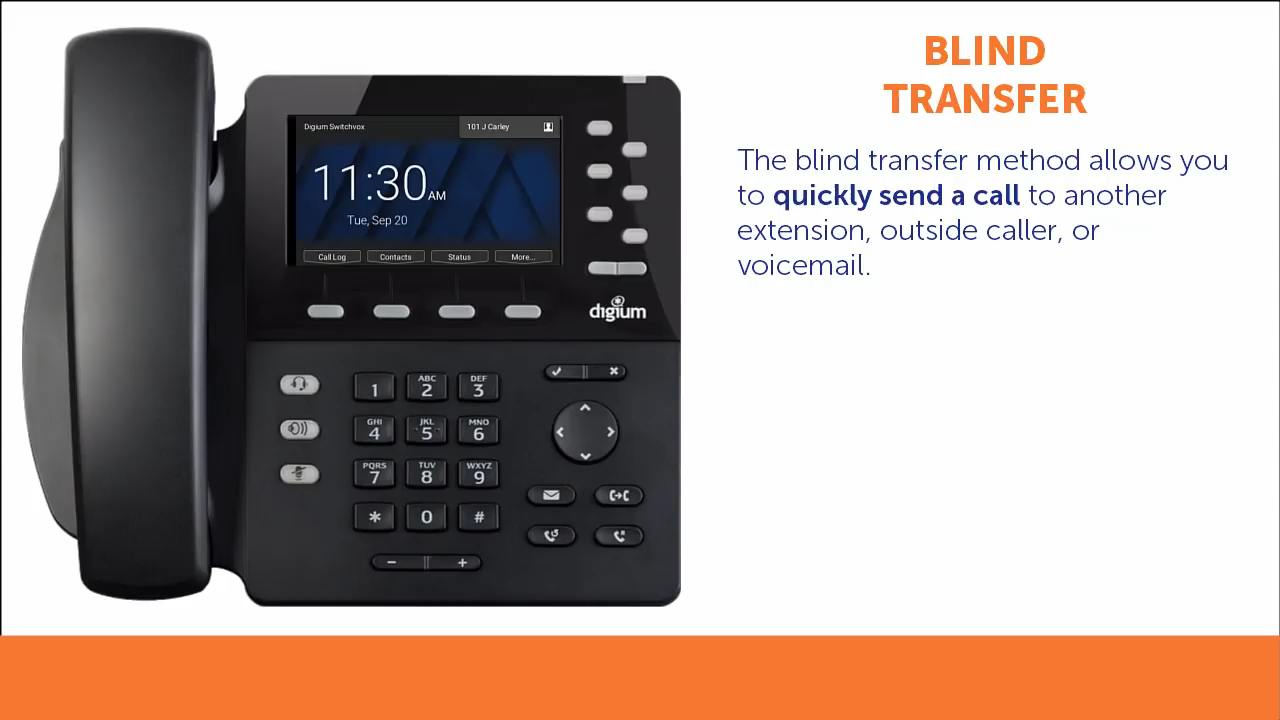 BLIND
TRANSFER
The blind transfer method allows you
to quickly send a call to another
extension, outside caller, or
voicemail.
Digium Switchvox
101 J Carley
11:30 AM
Tue, Sep 20
Call Log Contacts Status More...
digium
1 ABC 2 DEF 3
GHI 4 JKL 5 MNO 6
PQRS 7 TUV 8 WXYZ 9
* 0 #
− +